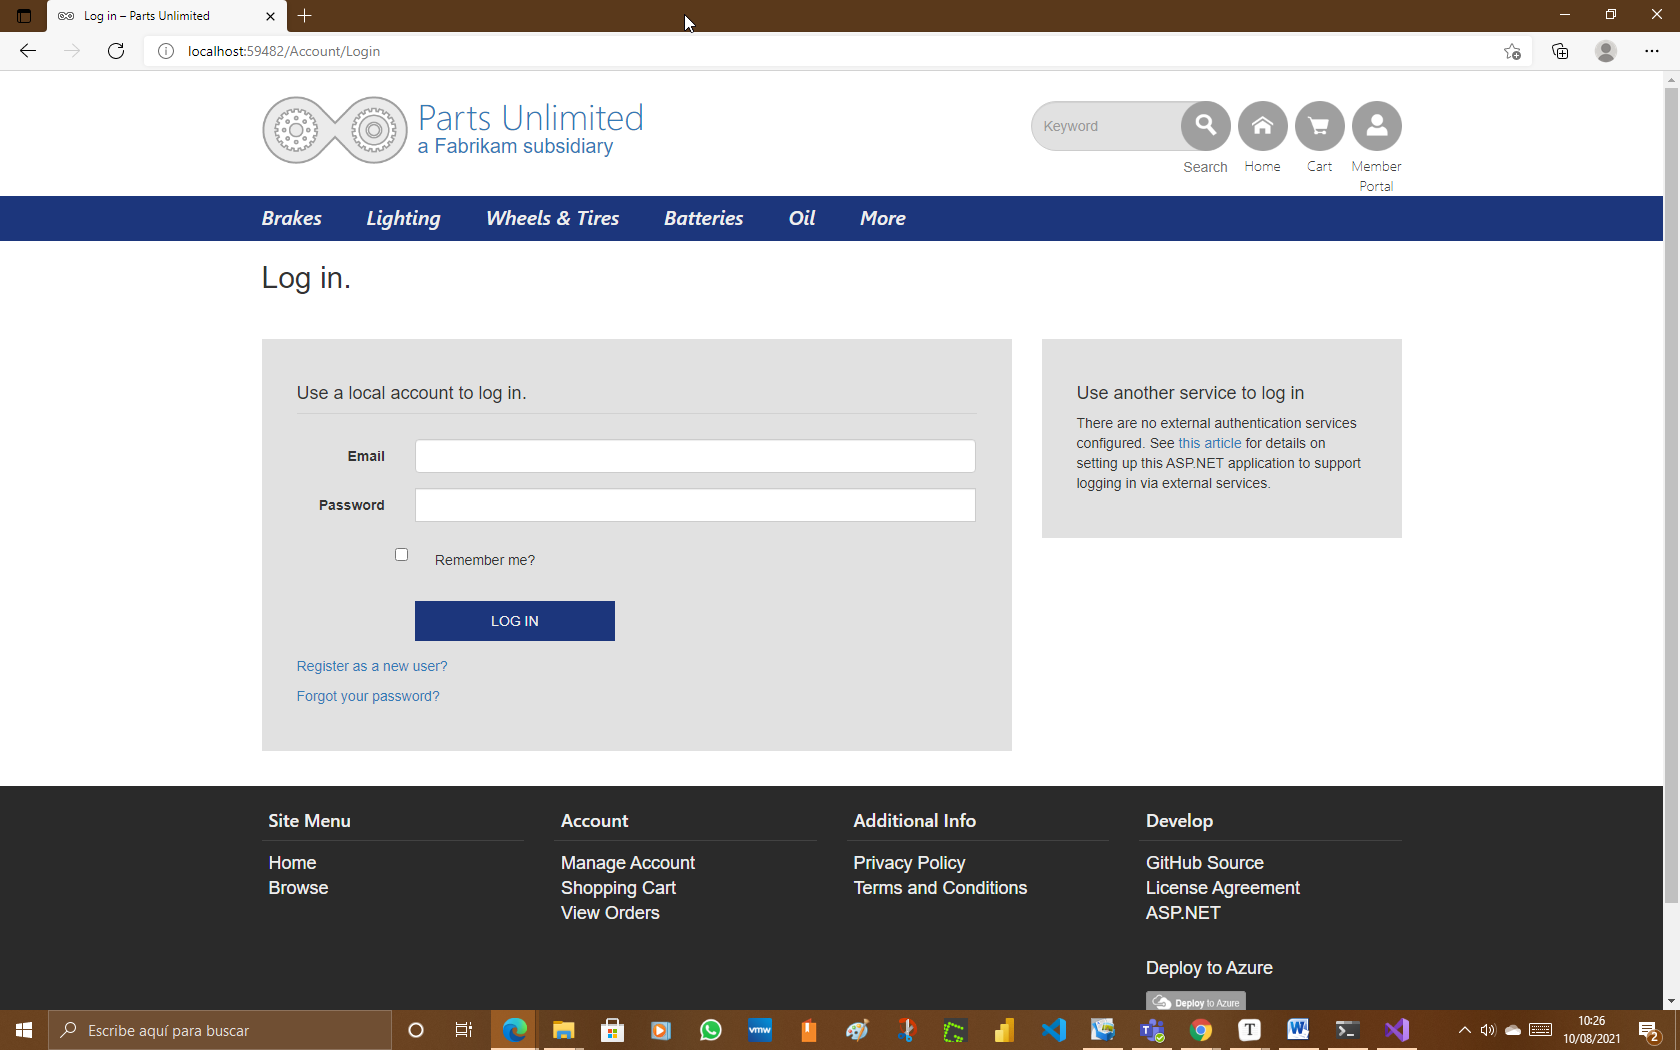 Log in – Parts Unlimited
localhost:59482/Account/Login
Parts Unlimited
a Fabrikam subsidiary
Keyword
Search
Home
Cart
Member
Portal
Brakes
Lighting
Wheels & Tires
Batteries
Oil
More
Log in.
Use a local account to log in.
Email
Password
Remember me?
LOG IN
Register as a new user?
Forgot your password?
Use another service to log in
There are no external authentication services
configured. See this article for details on
setting up this ASP.NET application to support
logging in via external services.
Site Menu
Home
Browse
Account
Manage Account
Shopping Cart
View Orders
Additional Info
Privacy Policy
Terms and Conditions
Develop
GitHub Source
License Agreement
ASP.NET
Deploy to Azure
Deploy to Azure
Escribe aquí para buscar
vmw
T
W
10:26
10/08/2021
2